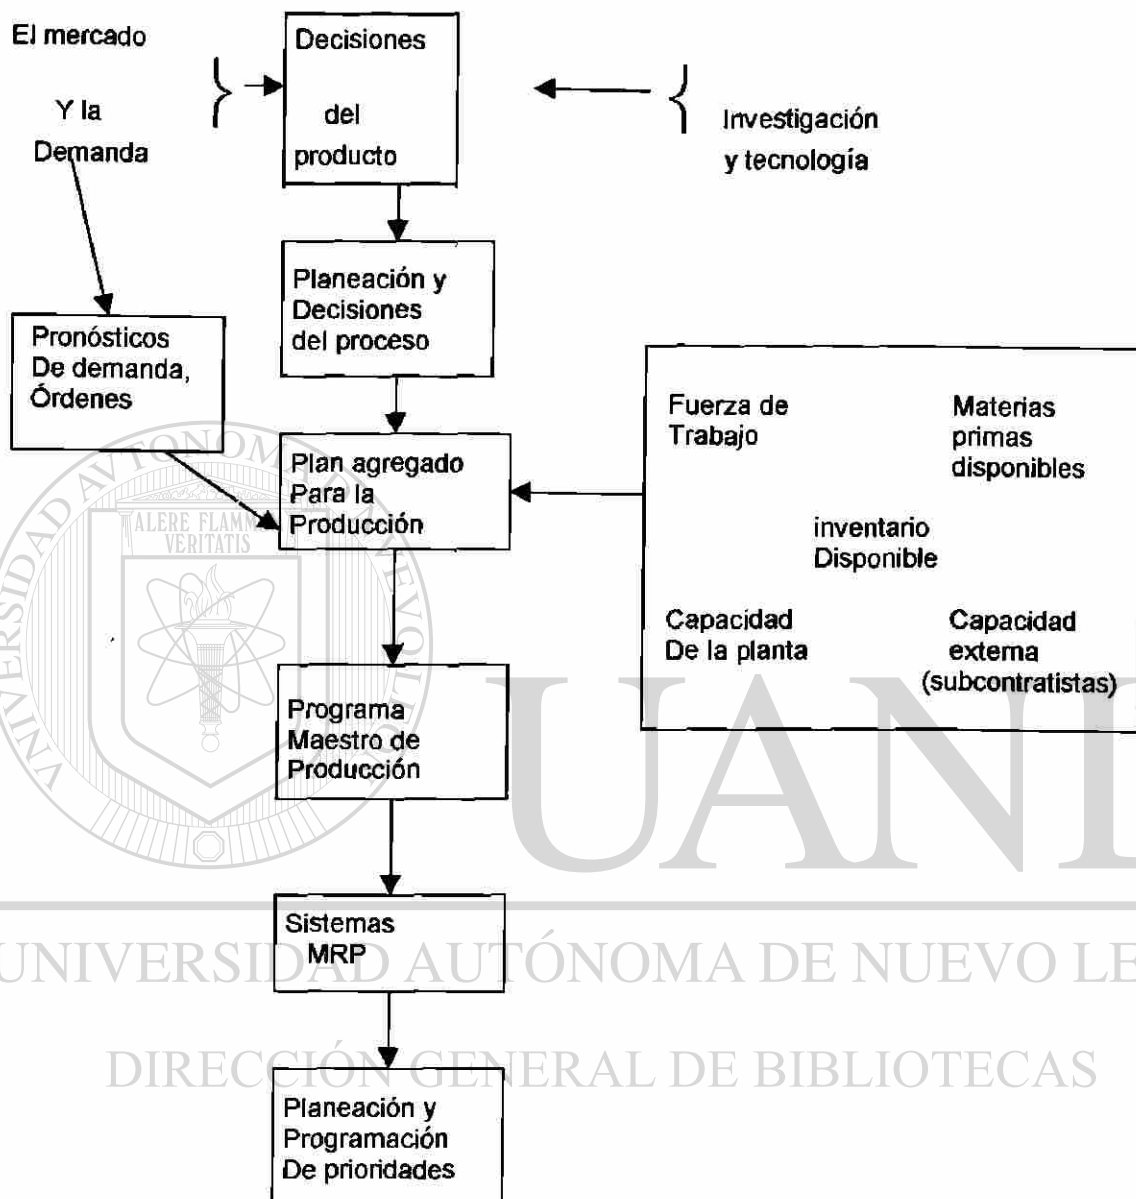 El mercado
Y la
Demanda
Decisiones
del
producto
Investigación
y tecnología
Planeación y
Decisiones
del proceso
Pronósticos
De demanda,
Órdenes
Plan agregado
Para la
Producción
Fuerza de
Trabajo
Materias
primas
disponibles
inventario
Disponible
Capacidad
De la planta
Capacidad
externa
(subcontratistas)
Programa
Maestro de
Producción
Sistemas
MRP
Planeación y
Programación
De prioridades
ALERE FLAMM
VERITATIS
UANL
UNIVERSIDAD AUTÓNOMA DE NUEVO LE
DIRECCIÓN GENERAL DE BIBLIOTECAS